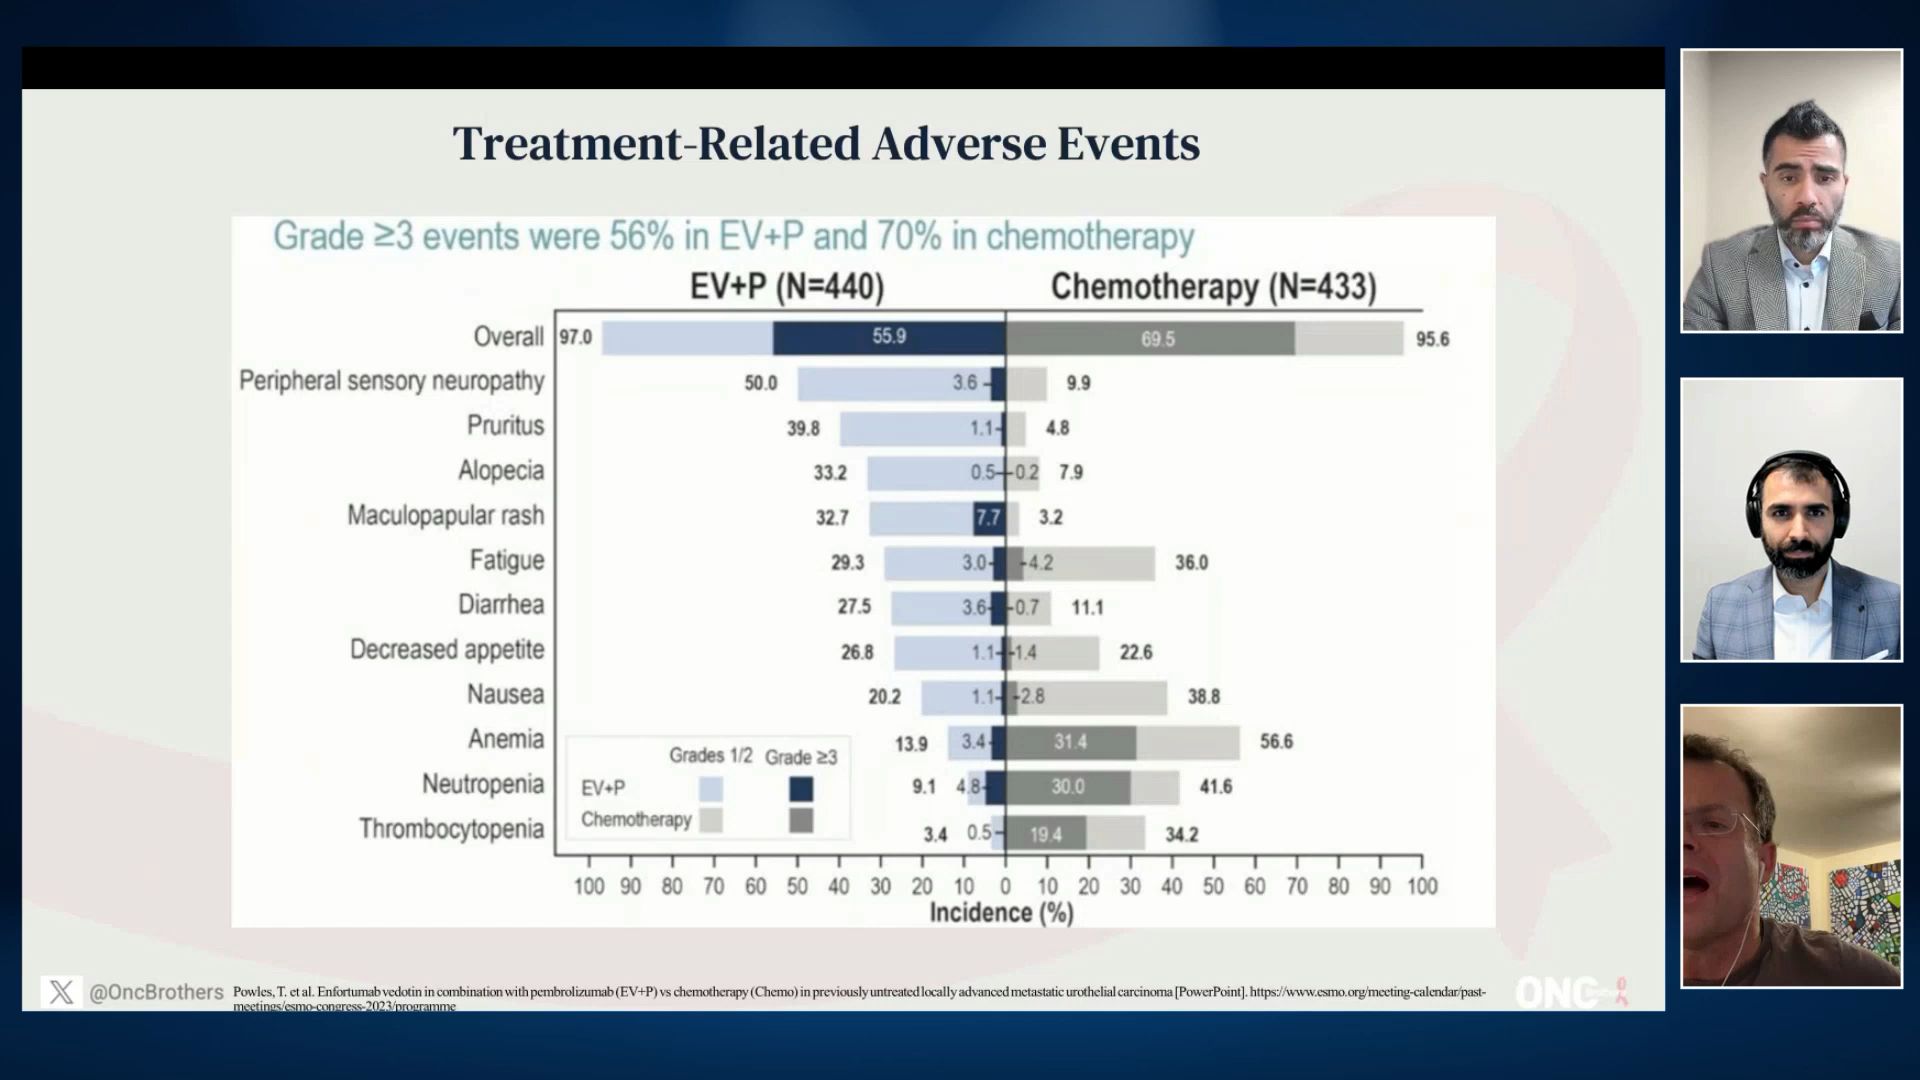 Treatment-Related Adverse Events
Grade ≥3 events were 56% in EV+P and 70% in chemotherapy
EV+P (N=440) Chemotherapy (N=433)
Overall 97.0 55.9 69.5 95.6
Peripheral sensory neuropathy 50.0 3.6 9.9
Pruritus 39.8 1.1 4.8
Alopecia 33.2 0.5 0.2 7.9
Maculopapular rash 32.7 7.7 3.2
Fatigue 29.3 3.0 4.2 36.0
Diarrhea 27.5 3.6 0.7 11.1
Decreased appetite 26.8 1.1 1.4 22.6
Nausea 20.2 1.1 2.8 38.8
Anemia 13.9 3.4 31.4 56.6
Neutropenia 9.1 4.8 30.0 41.6
Thrombocytopenia 3.4 0.5 19.4 34.2
Grades 1/2 Grade ≥3
EV+P
Chemotherapy
100 90 80 70 60 50 40 30 20 10 0 10 20 30 40 50 60 70 80 90 100
Incidence (%)
@OncBrothers
Powles, T. et al. Enfortumab vedotin in combination with pembrolizumab (EV+P) vs chemotherapy (Chemo) in previously untreated locally advanced metastatic urothelial carcinoma [PowerPoint]. https://www.esmo.org/meeting-calendar/past-
meetings/esmo-congress-2023/programme
ONC